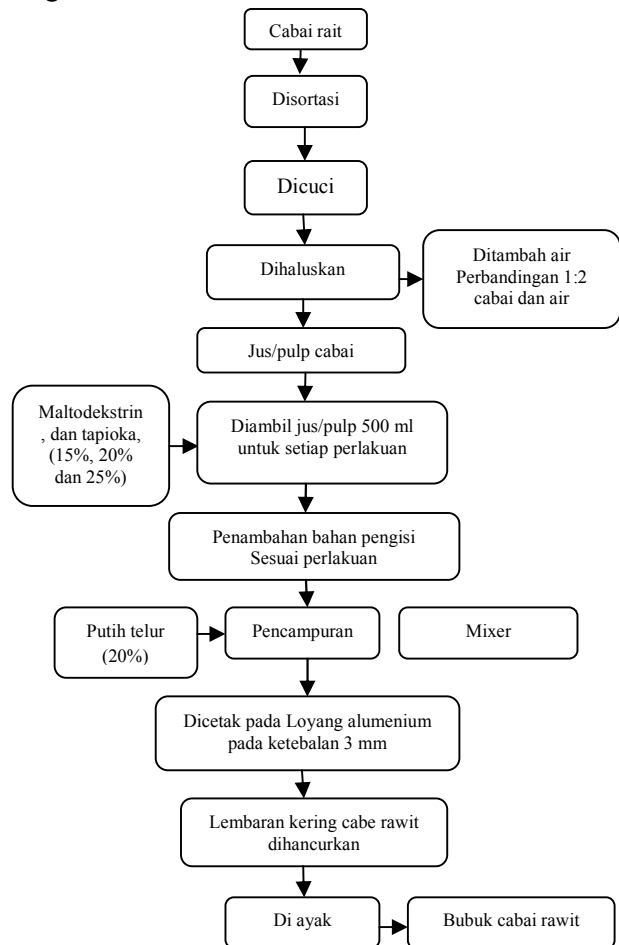 Cabai rait
Disortasi
Dicuci
Dihaluskan
Ditambah air
Perbandingan 1:2
cabai dan air
Jus/pulp cabai
Maltodekstrin
, dan tapioka,
(15%, 20%
dan 25%)
Diambil jus/pulp 500 ml
untuk setiap perlakuan
Penambahan bahan pengisi
Sesuai perlakuan
Putih telur
(20%)
Pencampuran
Mixer
Dicetak pada Loyang alumenium
pada ketebalan 3 mm
Lembaran kering cabe rawit
dihancurkan
Di ayak
Bubuk cabai rawit